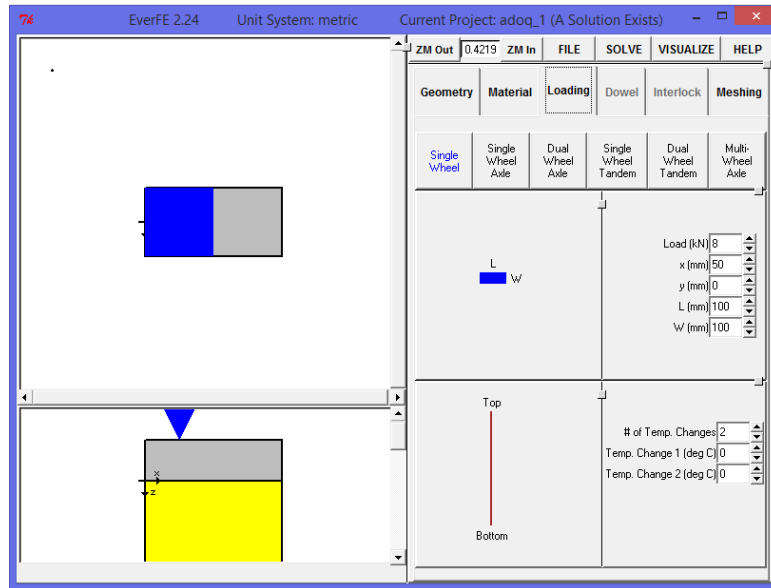 EverFE 2.24 Unit System: metric Current Project: adoq_1 (A Solution Exists)
ZM Out 0.4219 ZM In FILE SOLVE VISUALIZE HELP
Geometry Material Loading Dowel Interlock Meshing
Single
Wheel
Single
Wheel
Axle
Dual
Wheel
Axle
Single
Wheel
Tandem
Dual
Wheel
Tandem
Multi-
Wheel
Axle
L
W
Load (kN) 8
x (mm) 50
y (mm) 0
L (mm) 100
W (mm) 100
x
z
Top
Bottom
# of Temp. Changes 2
Temp. Change 1 (deg C) 0
Temp. Change 2 (deg C) 0